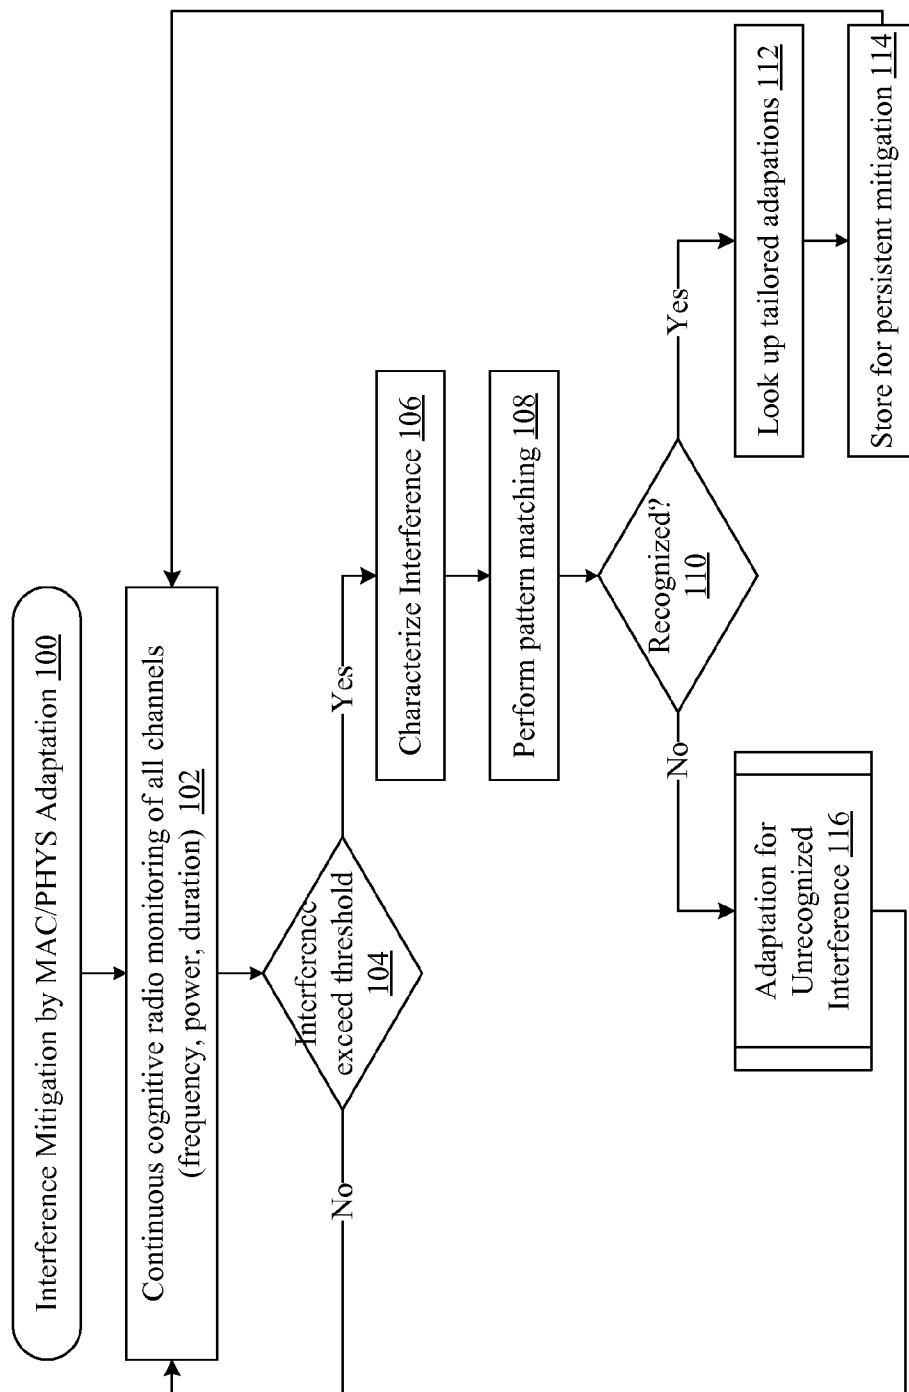 Interference Mitigation by MAC/PHYS Adaptation 100
Continuous cognitive radio monitoring of all channels
(frequency, power, duration) 102
Interference
exceed threshold
104
No
Yes
Characterize Interference 106
Perform pattern matching 108
Recognized?
110
No
Yes
Adaptation for
Unrecognized
Interference 116
Look up tailored adapations 112
Store for persistent mitigation 114